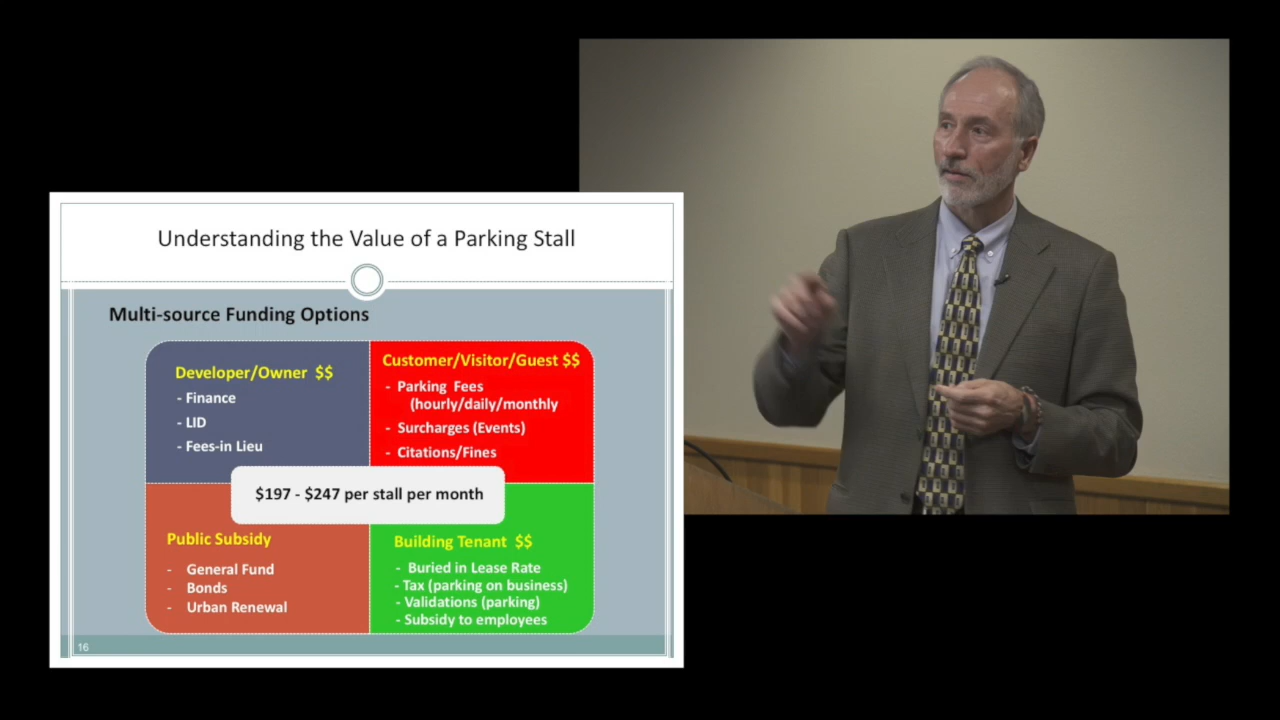 Understanding the Value of a Parking Stall
Multi-source Funding Options
Developer/Owner $$
- Finance
- LID
- Fees-in Lieu
Customer/Visitor/Guest $$
- Parking Fees
(hourly/daily/monthly
- Surcharges (Events)
- Citations/Fines
$197 - $247 per stall per month
Public Subsidy
- General Fund
- Bonds
- Urban Renewal
Building Tenant $$
- Buried in Lease Rate
- Tax (parking on business)
- Validations (parking)
- Subsidy to employees
16